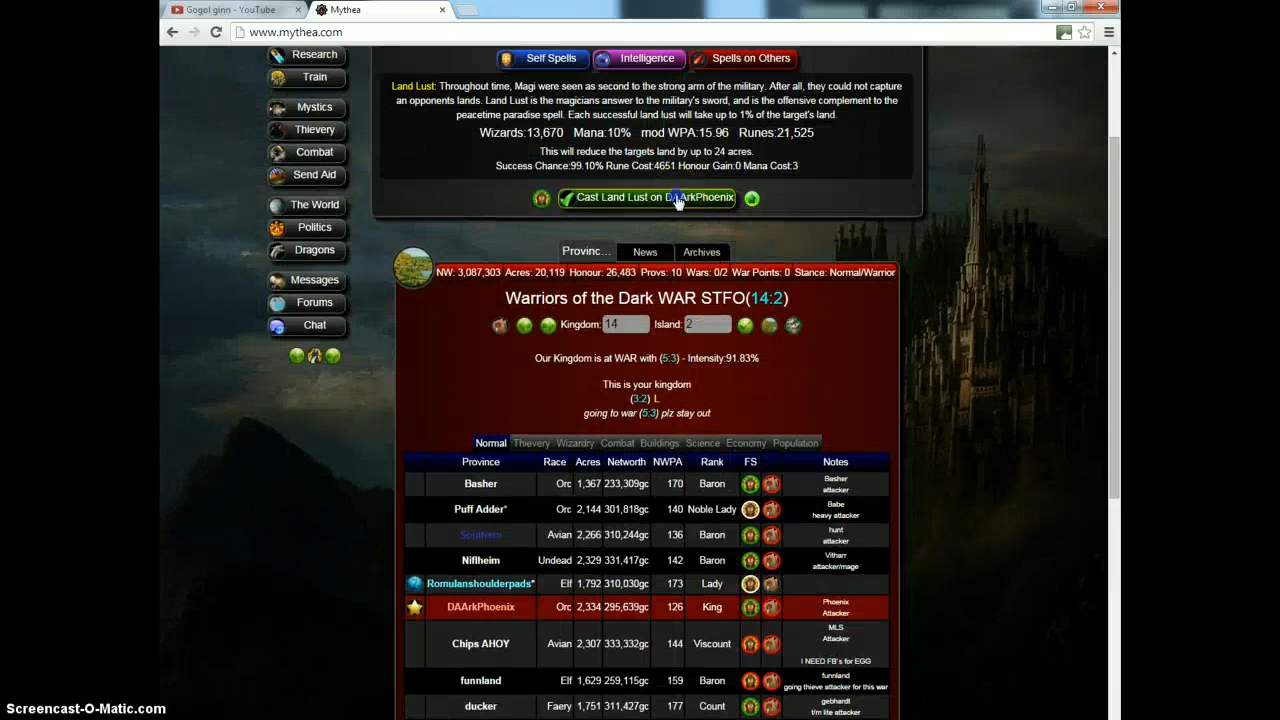 Gogol ginn - YouTube
Mythea
www.mythea.com
Research
Train
Mystics
Thievery
Combat
Send Aid
The World
Politics
Dragons
Messages
Forums
Chat
Self Spells Intelligence Spells on Others
Land Lust: Throughout time, Magi were seen as second to the strong arm of the military. After all, they could not capture
an opponents lands. Land Lust is the magicians answer to the military's sword, and is the offensive complement to the
peacetime paradise spell. Each successful land lust will take up to 1% of the target's land.
Wizards:13,670 Mana:10% mod WPA:15.96 Runes:21,525
This will reduce the targets land by up to 24 acres.
Success Chance:99.10% Rune Cost:4651 Honour Gain:0 Mana Cost:3
Cast Land Lust on DAArkPhoenix
Provinc... News Archives
NW: 3,087,303 Acres: 20,119 Honour: 26,483 Provs: 10 Wars: 0/2 War Points: 0 Stance: Normal/Warrior
Warriors of the Dark WAR STFO(14:2)
Kingdom: 14 Island: 2
Our Kingdom is at WAR with (5:3) - Intensity:91.83%
This is your kingdom
(3:2) L
going to war (5:3) plz stay out
Normal Thievery Wizardry Combat Buildings Science Economy Population
Province Race Acres Networth NWPA Rank FS Notes
Basher Orc 1,367 233,309gc 170 Baron Basher
attacker
Puff Adder* Orc 2,144 301,818gc 140 Noble Lady Babe
heavy attacker
Southern Avian 2,266 310,244gc 136 Baron hunt
attacker
Niflheim Undead 2,329 331,417gc 142 Baron Vitharr
attacker/mage
Romulanshoulderpads* Elf 1,792 310,030gc 173 Lady
DAArkPhoenix Orc 2,334 295,639gc 126 King Phoenix
Attacker
Chips AHOY Avian 2,307 333,332gc 144 Viscount MLS
Attacker
I NEED FB's for EGG
funnland Elf 1,629 259,115gc 159 Baron funnland
going thieve attacker for this war
ducker Faery 1,751 311,427gc 177 Count gebhardt
t/m lite attacker
Screencast-O-Matic.com